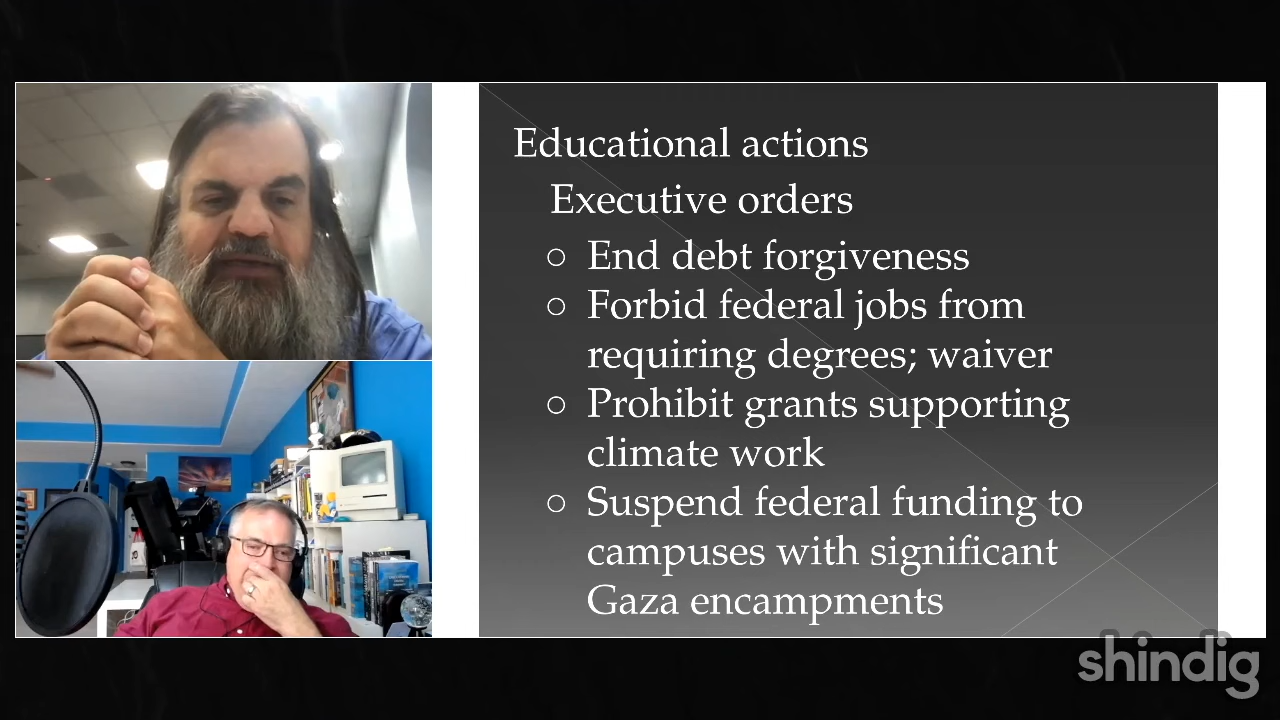 Educational actions
Executive orders
○ End debt forgiveness
○ Forbid federal jobs from
requiring degrees; waiver
○ Prohibit grants supporting
climate work
○ Suspend federal funding to
campuses with significant
Gaza encampments
shindig